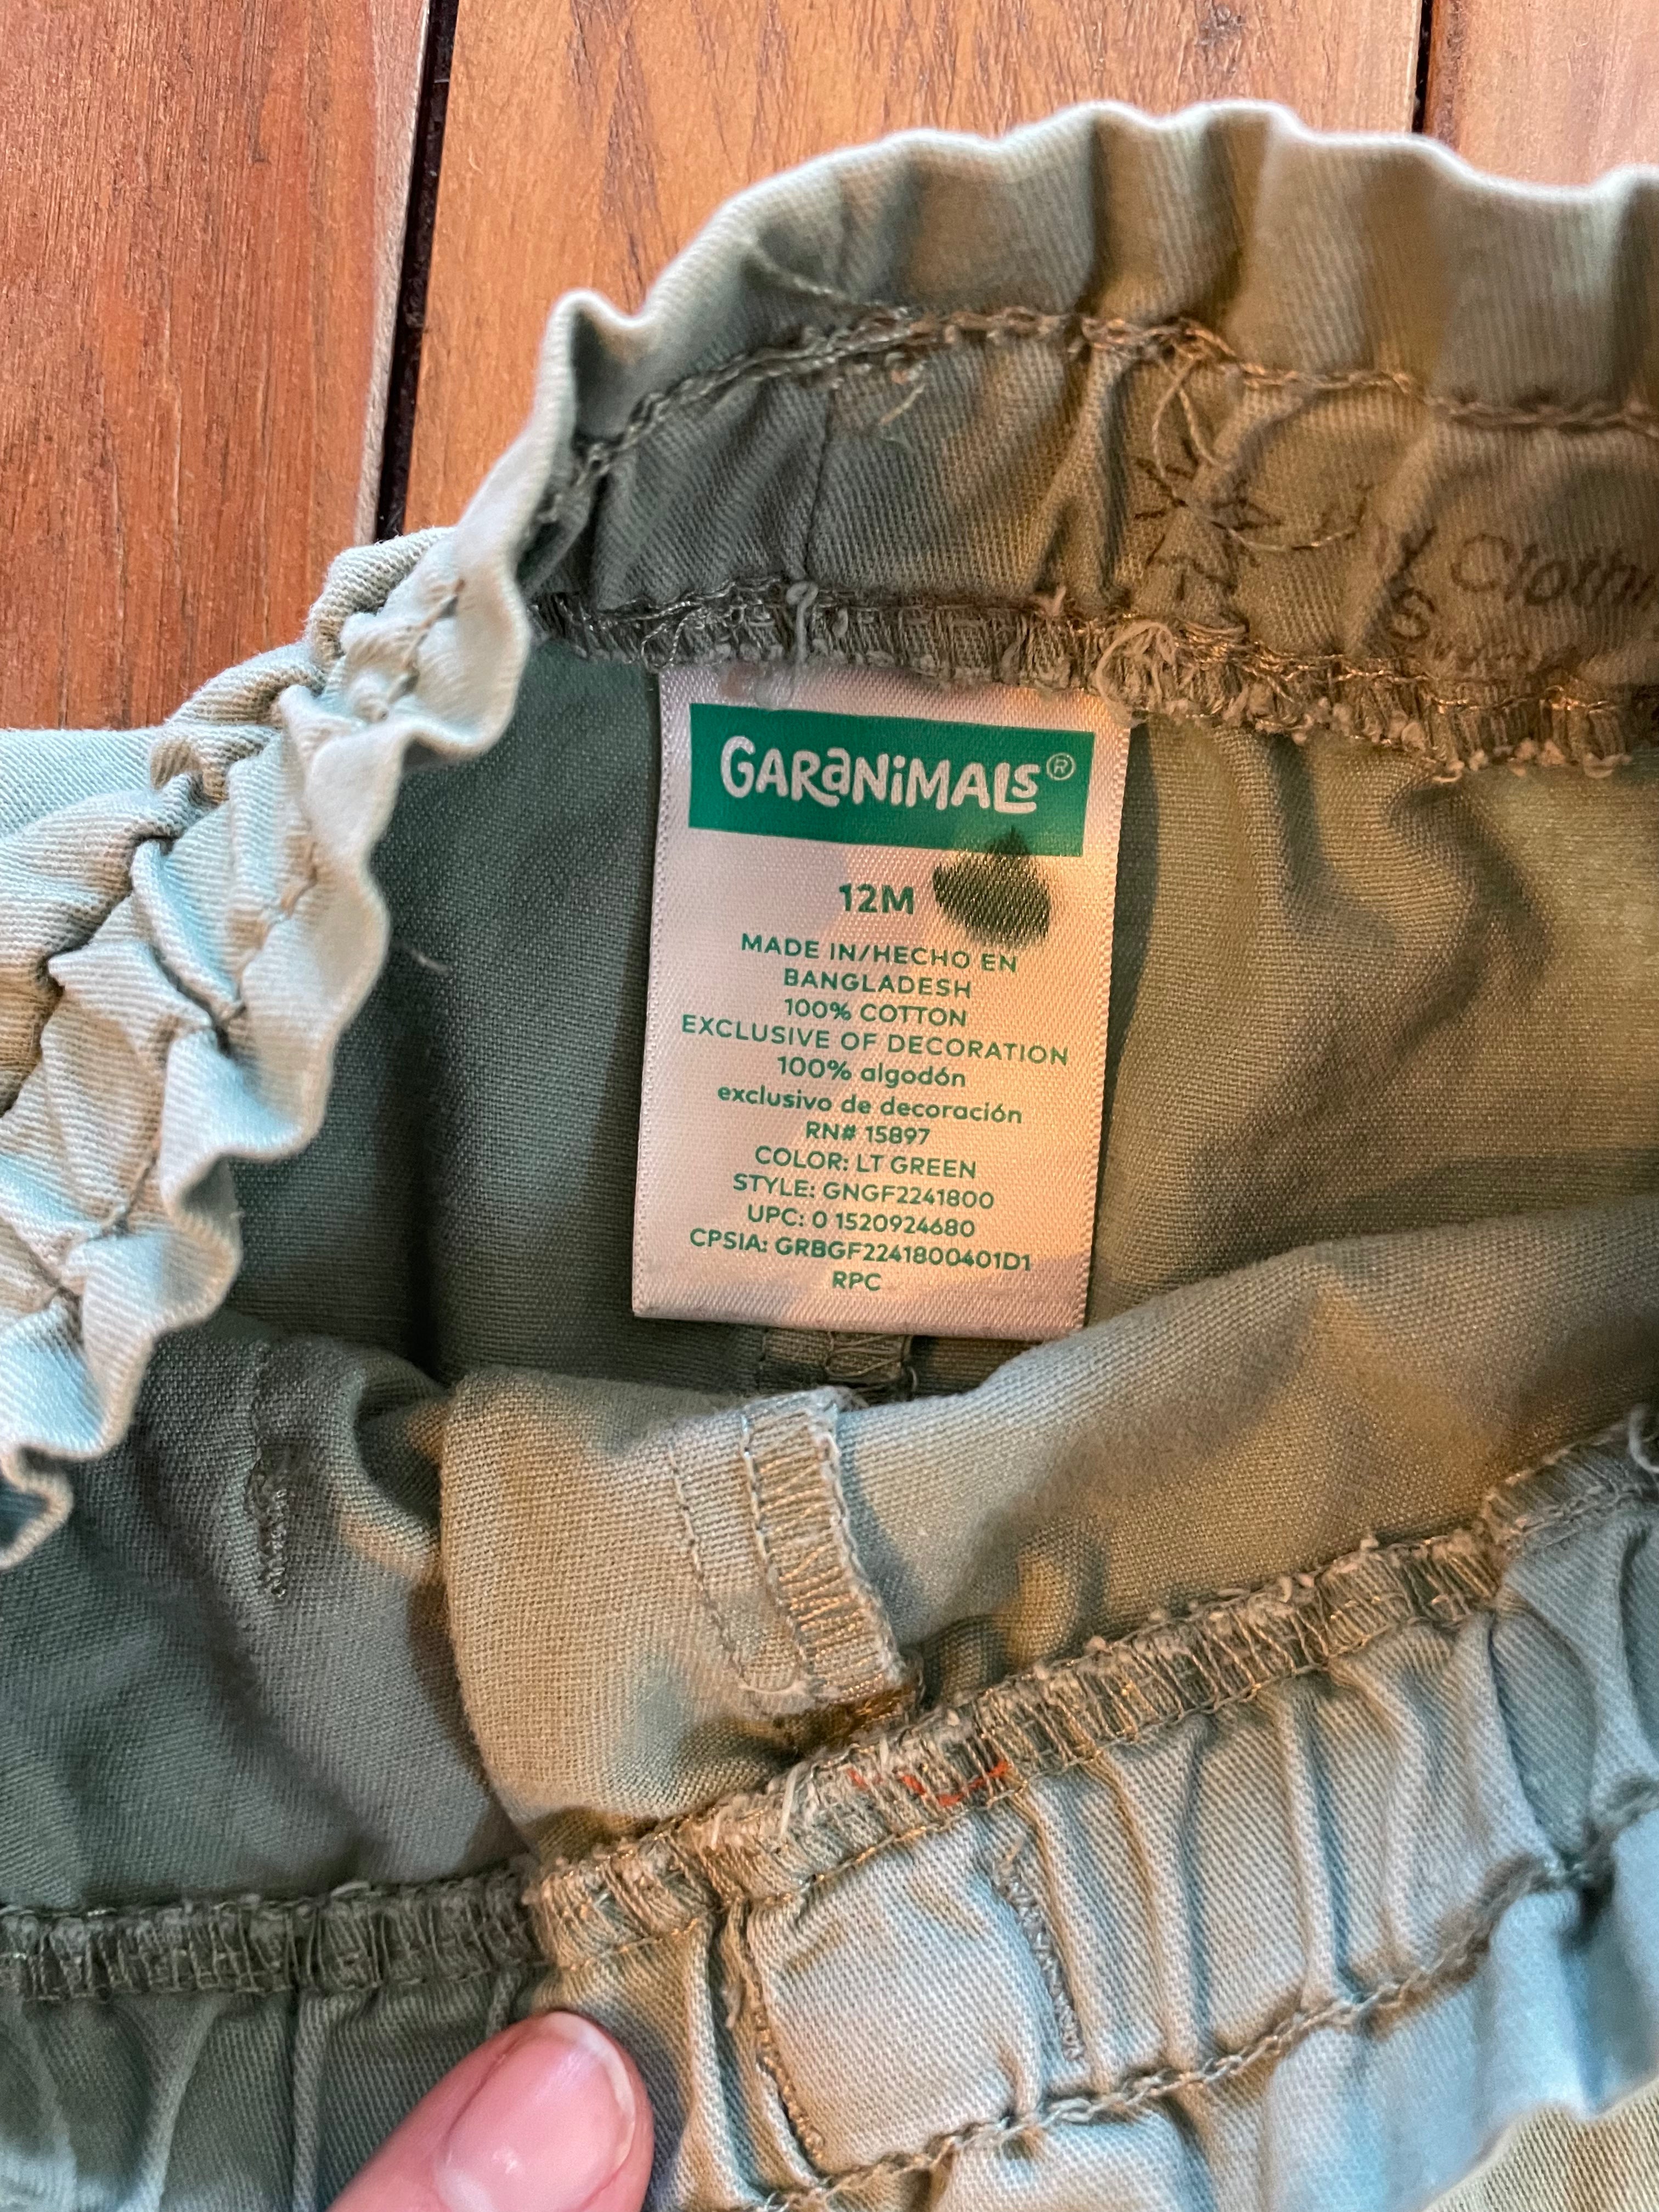 GARANIMALS®
12M
MADE IN/HECHO EN
BANGLADESH
100% COTTON
EXCLUSIVE OF DECORATION
100% algodón
exclusivo de decoración
RN# 15897
COLOR: LT GREEN
STYLE: GNGF2241800
UPC: 0 1520924680
CPSIA: GRBGF2241800401D1
RPC